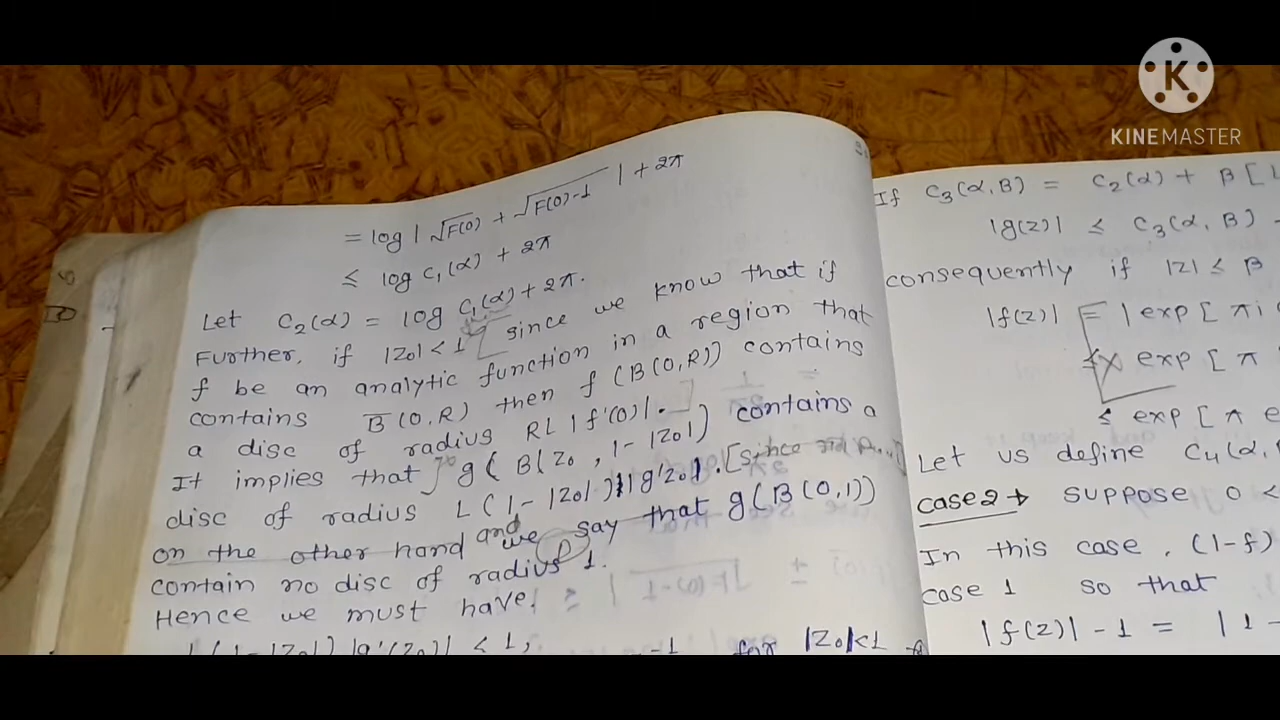 KINEMASTER
= log | √F(0) + √F(0)-1 | + 2π
≤ log C₁(α) + 2π
Let C₂(α) = log C₁(α) + 2π.
Further, if |Z₀| < 1 [ since we know that if
f be an analytic function in a region that
contains B̅(0,R) then f(B(0,R)) contains
a disc of radius RL|f'(0)|. ]
It implies that g(B(Z₀, 1-|Z₀|) contains a
disc of radius L(1-|Z₀|)|g'Z₀|. [Since
on the other hand and we say that g(B(0,1))
contain no disc of radius 1.
Hence we must have!
(1-|Z₀|) |g'(Z₀)| < 1, for |Z₀|<1
If C₃(α,B) = C₂(α) + β [
|g(z)| ≤ C₃(α, B)
consequently if |Z| ≤ B
|f(z)| = |exp[πi
exp[π
≤ exp[π e
Let us define C₄(α,
case 2 → suppose 0 <
In this case, (1-f)
case 1 so that
|f(z)| - 1 = | 1 -